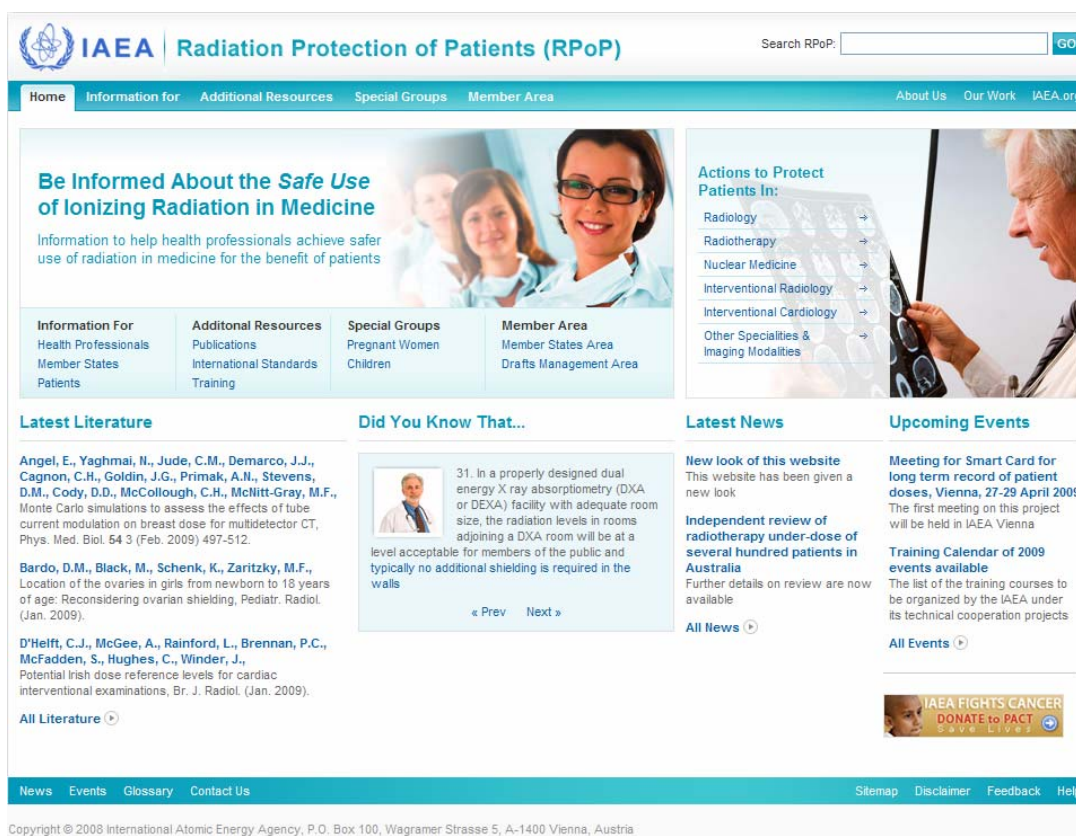 IAEA Radiation Protection of Patients (RPoP)
Search RPoP:
GO
Home Information for Additional Resources Special Groups Member Area
About Us Our Work IAEA.org
Be Informed About the Safe Use
of Ionizing Radiation in Medicine
Information to help health professionals achieve safer
use of radiation in medicine for the benefit of patients
Information For
Health Professionals
Member States
Patients
Additonal Resources
Publications
International Standards
Training
Special Groups
Pregnant Women
Children
Member Area
Member States Area
Drafts Management Area
Actions to Protect
Patients In:
Radiology
Radiotherapy
Nuclear Medicine
Interventional Radiology
Interventional Cardiology
Other Specialities &
Imaging Modalities
Latest Literature
Angel, E., Yaghmai, N., Jude, C.M., Demarco, J.J.,
Cagnon, C.H., Goldin, J.G., Primak, A.N., Stevens,
D.M., Cody, D.D., McCollough, C.H., McNitt-Gray, M.F.,
Monte Carlo simulations to assess the effects of tube
current modulation on breast dose for multidetector CT,
Phys. Med. Biol. 54 3 (Feb. 2009) 497-512.
Bardo, D.M., Black, M., Schenk, K., Zaritzky, M.F.,
Location of the ovaries in girls from newborn to 18 years
of age: Reconsidering ovarian shielding, Pediatr. Radiol.
(Jan. 2009).
D'Helft, C.J., McGee, A., Rainford, L., Brennan, P.C.,
McFadden, S., Hughes, C., Winder, J.,
Potential Irish dose reference levels for cardiac
interventional examinations, Br. J. Radiol. (Jan. 2009).
All Literature
Did You Know That...
31. In a properly designed dual
energy X ray absorptiometry (DXA
or DEXA) facility with adequate room
size, the radiation levels in rooms
adjoining a DXA room will be at a
level acceptable for members of the public and
typically no additional shielding is required in the
walls
« Prev Next »
Latest News
New look of this website
This website has been given a
new look
Independent review of
radiotherapy under-dose of
several hundred patients in
Australia
Further details on review are now
available
All News
Upcoming Events
Meeting for Smart Card for
long term record of patient
doses, Vienna, 27-29 April 2009
The first meeting on this project
will be held in IAEA Vienna
Training Calendar of 2009
events available
The list of the training courses to
be organized by the IAEA under
its technical cooperation projects
All Events
IAEA FIGHTS CANCER
DONATE to PACT
Save Lives
News Events Glossary Contact Us
Sitemap Disclaimer Feedback Help
Copyright © 2008 International Atomic Energy Agency, P.O. Box 100, Wagramer Strasse 5, A-1400 Vienna, Austria